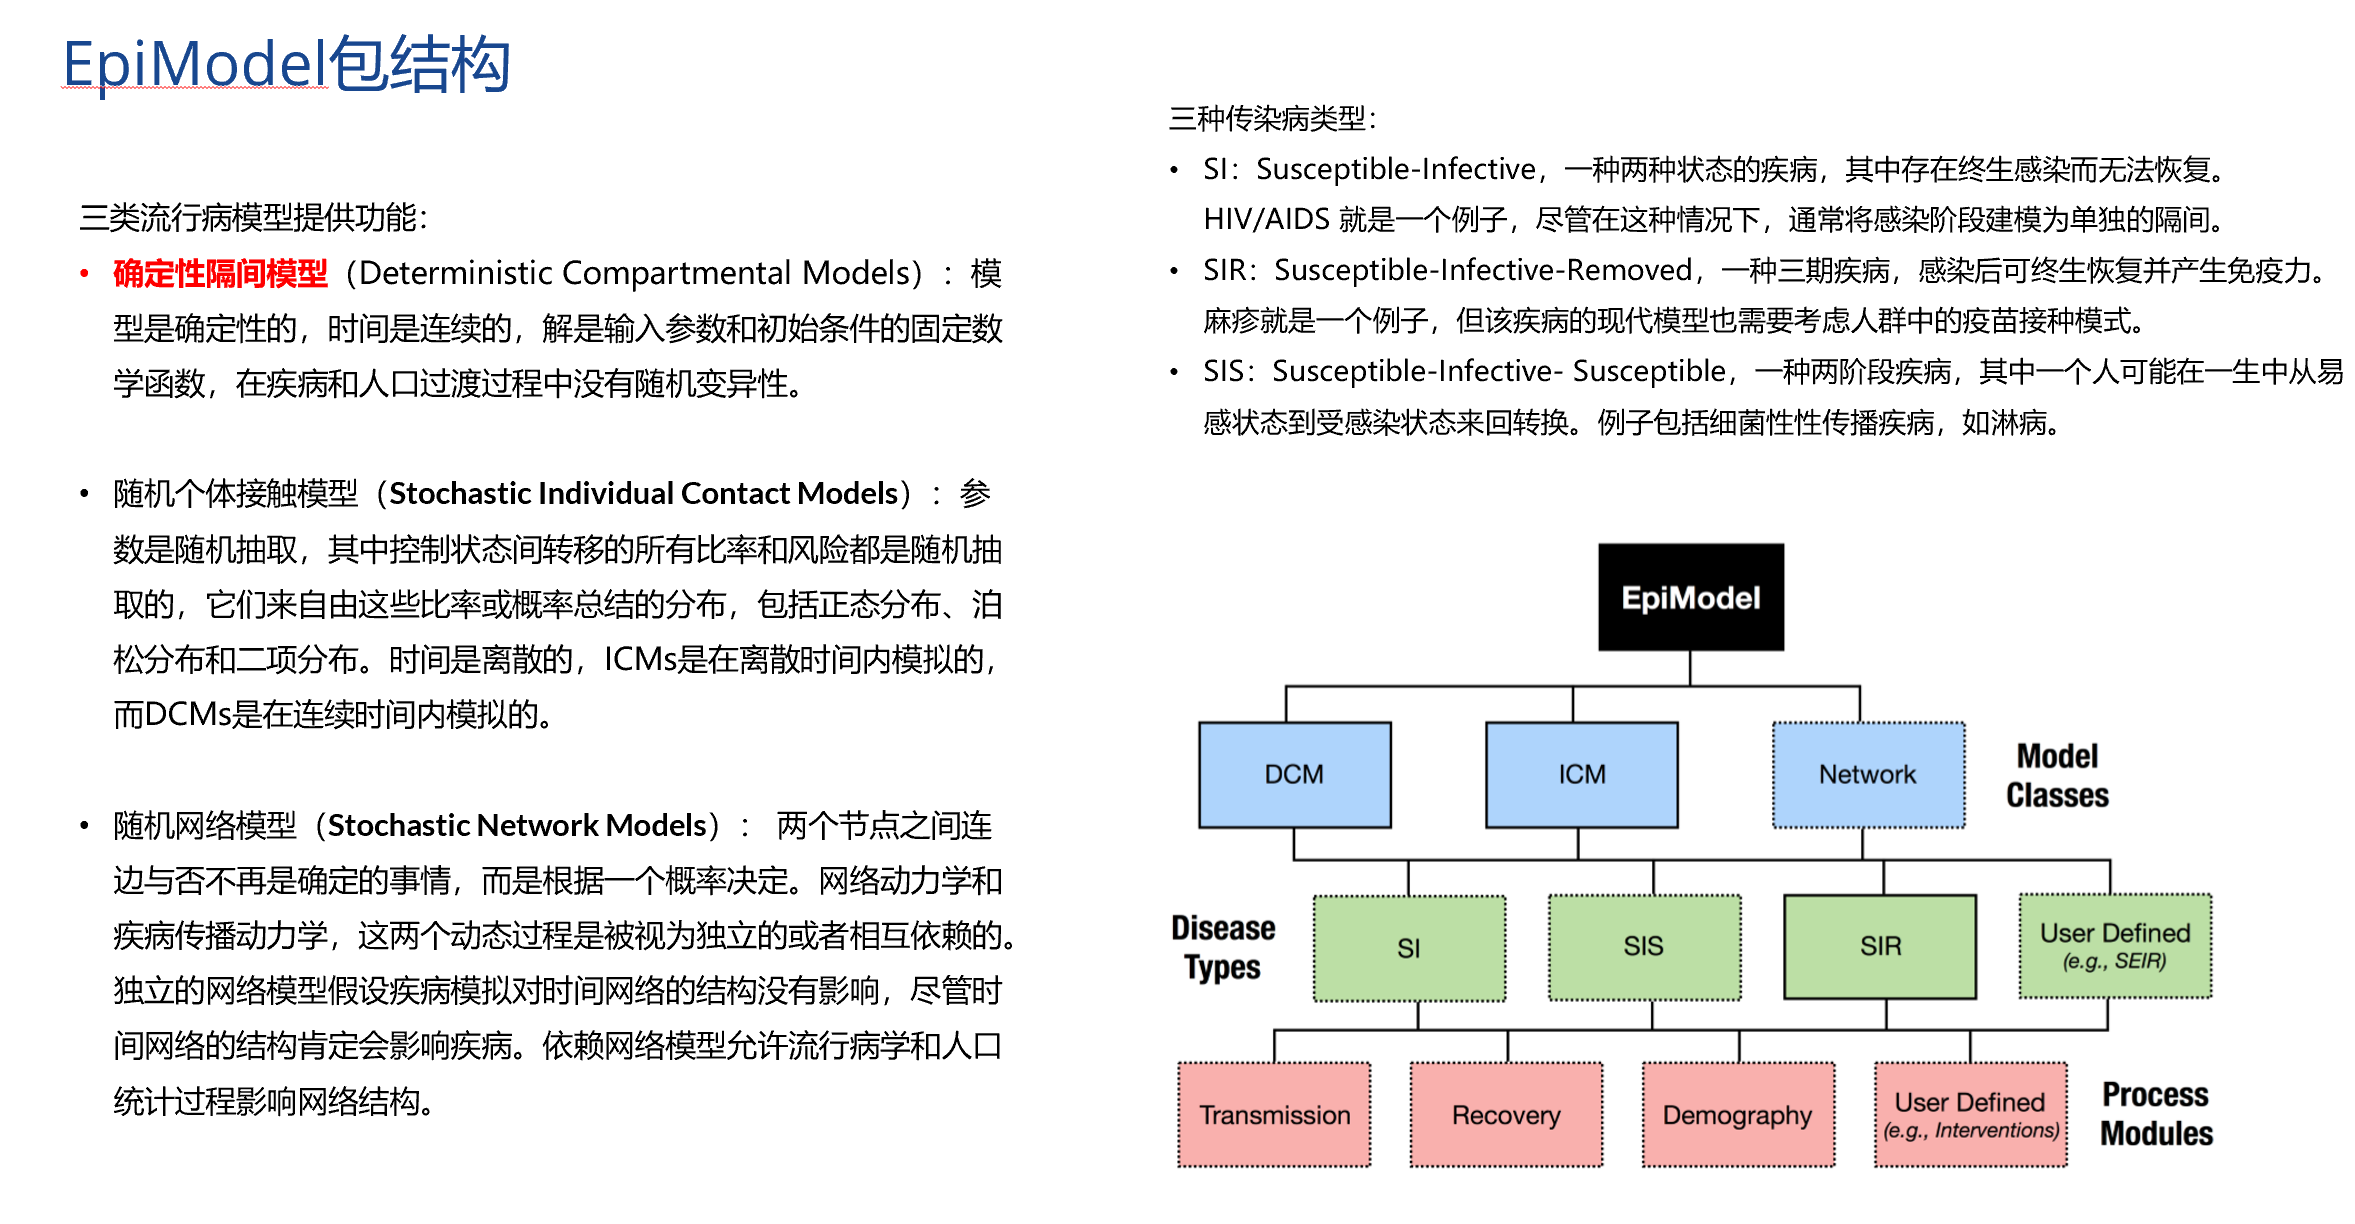 EpiModel包结构
三类流行病模型提供功能：
• 确定性隔间模型（Deterministic Compartmental Models）：模
型是确定性的，时间是连续的，解是输入参数和初始条件的固定数
学函数，在疾病和人口过渡过程中没有随机变异性。
• 随机个体接触模型（Stochastic Individual Contact Models）：参
数是随机抽取，其中控制状态间转移的所有比率和风险都是随机抽
取的，它们来自由这些比率或概率总结的分布，包括正态分布、泊
松分布和二项分布。时间是离散的，ICMs是在离散时间内模拟的，
而DCMs是在连续时间内模拟的。
• 随机网络模型（Stochastic Network Models）： 两个节点之间连
边与否不再是确定的事情，而是根据一个概率决定。网络动力学和
疾病传播动力学，这两个动态过程是被视为独立的或者相互依赖的。
独立的网络模型假设疾病模拟对时间网络的结构没有影响，尽管时
间网络的结构肯定会影响疾病。依赖网络模型允许流行病学和人口
统计过程影响网络结构。
三种传染病类型：
• SI：Susceptible-Infective，一种两种状态的疾病，其中存在终生感染而无法恢复。
HIV/AIDS 就是一个例子，尽管在这种情况下，通常将感染阶段建模为单独的隔间。
• SIR：Susceptible-Infective-Removed，一种三期疾病，感染后可终生恢复并产生免疫力。
麻疹就是一个例子，但该疾病的现代模型也需要考虑人群中的疫苗接种模式。
• SIS：Susceptible-Infective- Susceptible，一种两阶段疾病，其中一个人可能在一生中从易
感状态到受感染状态来回转换。例子包括细菌性性传播疾病，如淋病。
EpiModel
DCM
ICM
Network
Model
Classes
Disease
Types
SI
SIS
SIR
User Defined
(e.g., SEIR)
Transmission
Recovery
Demography
User Defined
(e.g., Interventions)
Process
Modules